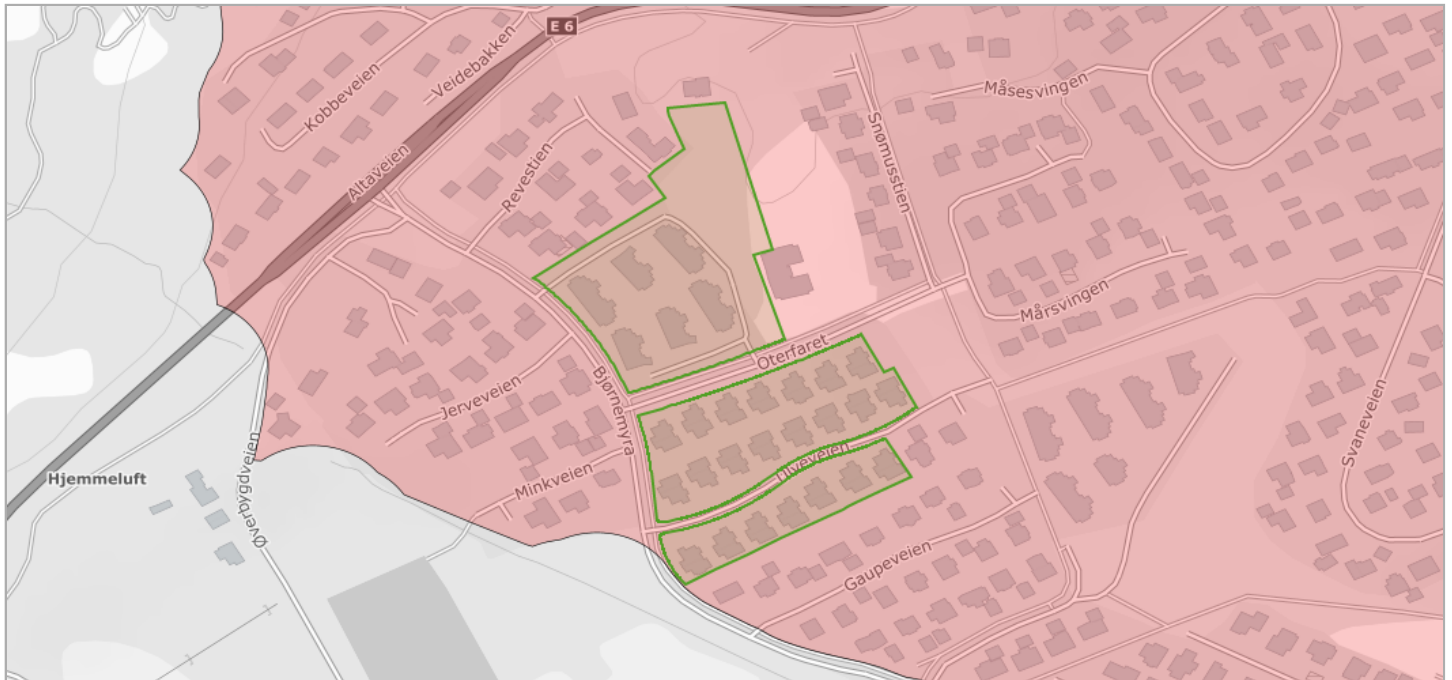 E 6
Veidebakken
Kobbeveien
Måsesvingen
Altaveien
Snømusstien
Revestien
Mårsvingen
Oterfaret
Bjørnemyra
Jerveveien
Svaneveien
Ulveveien
Hjemmeluft
Minkveien
Øverbygdveien
Gaupeveien